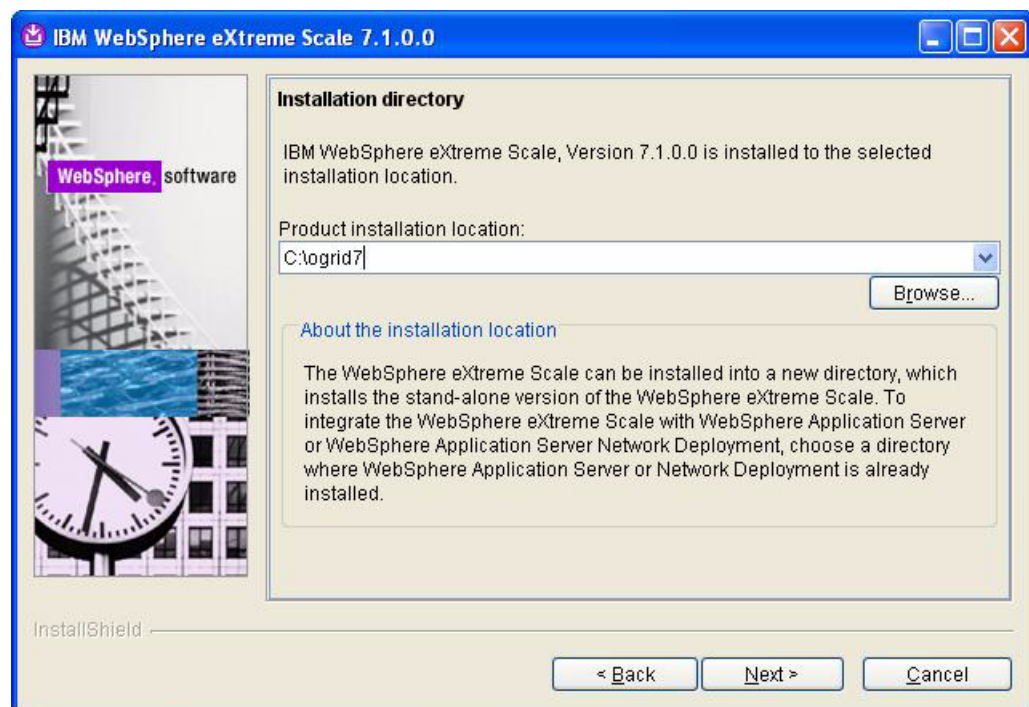 IBM WebSphere eXtreme Scale 7.1.0.0
WebSphere. software
Installation directory
IBM WebSphere eXtreme Scale, Version 7.1.0.0 is installed to the selected
installation location.
Product installation location:
C:\ogrid7
Browse...
About the installation location
The WebSphere eXtreme Scale can be installed into a new directory, which
installs the stand-alone version of the WebSphere eXtreme Scale. To
integrate the WebSphere eXtreme Scale with WebSphere Application Server
or WebSphere Application Server Network Deployment, choose a directory
where WebSphere Application Server or Network Deployment is already
installed.
InstallShield
< Back
Next >
Cancel